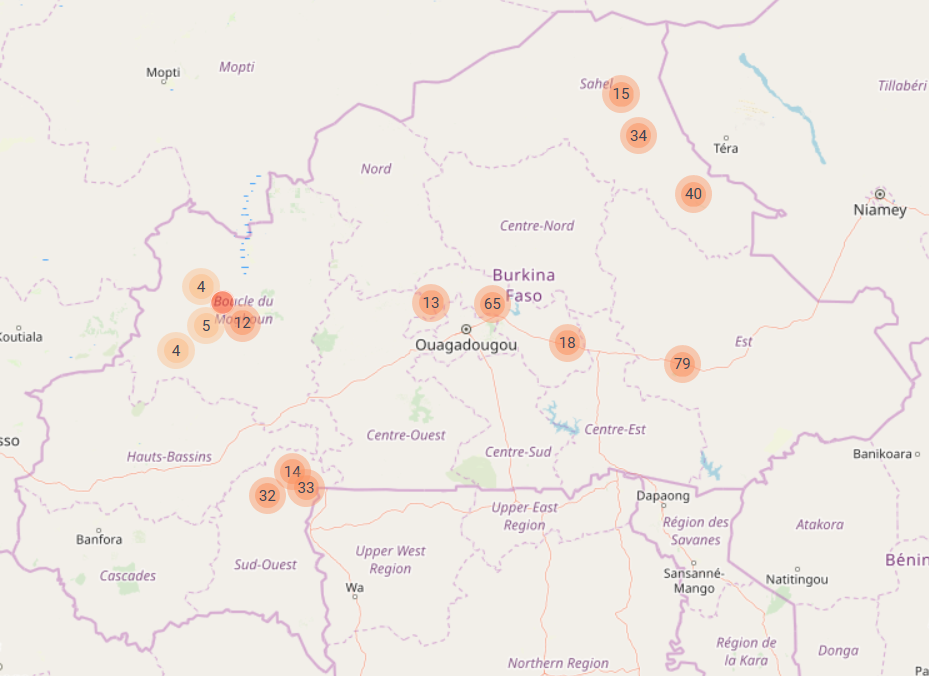 Mopti
Mopti
Sahel
15
Tillabéri
34
Téra
Nord
40
Niamey
Centre-Nord
Burkina
Faso
4
Boucle du
13
65
5
12
Ouagadougou
18
Koutiala
4
Est
79
Centre-Ouest
Centre-Est
Hauts-Bassins
Centre-Sud
Banikoara
14
33
32
Dapaong
Upper East
Region
Région des
Savanes
Atakora
Banfora
Upper West
Region
Bénin
Cascades
Sud-Ouest
Sansanné-
Mango
Natitingou
Wa
Région de
la Kara
Donga
Northern Region
Pa